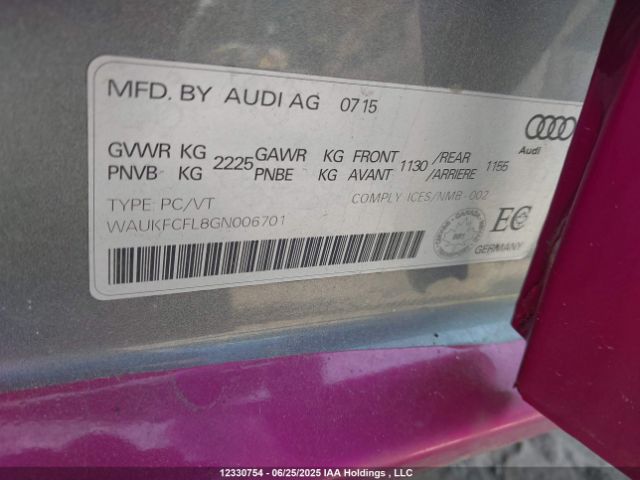 MFD. BY AUDI AG 07 15
Audi
GVWR KG 2225 GAWR KG FRONT 1130 /REAR 1155
PNVB KG PNBE KG AVANT /ARRIERE
TYPE: PC/VT COMPLY ICES/NMB-002
WAUKFCFL8GN006701
EC
GERMANY
12330754 - 06/25/2025 IAA Holdings , LLC